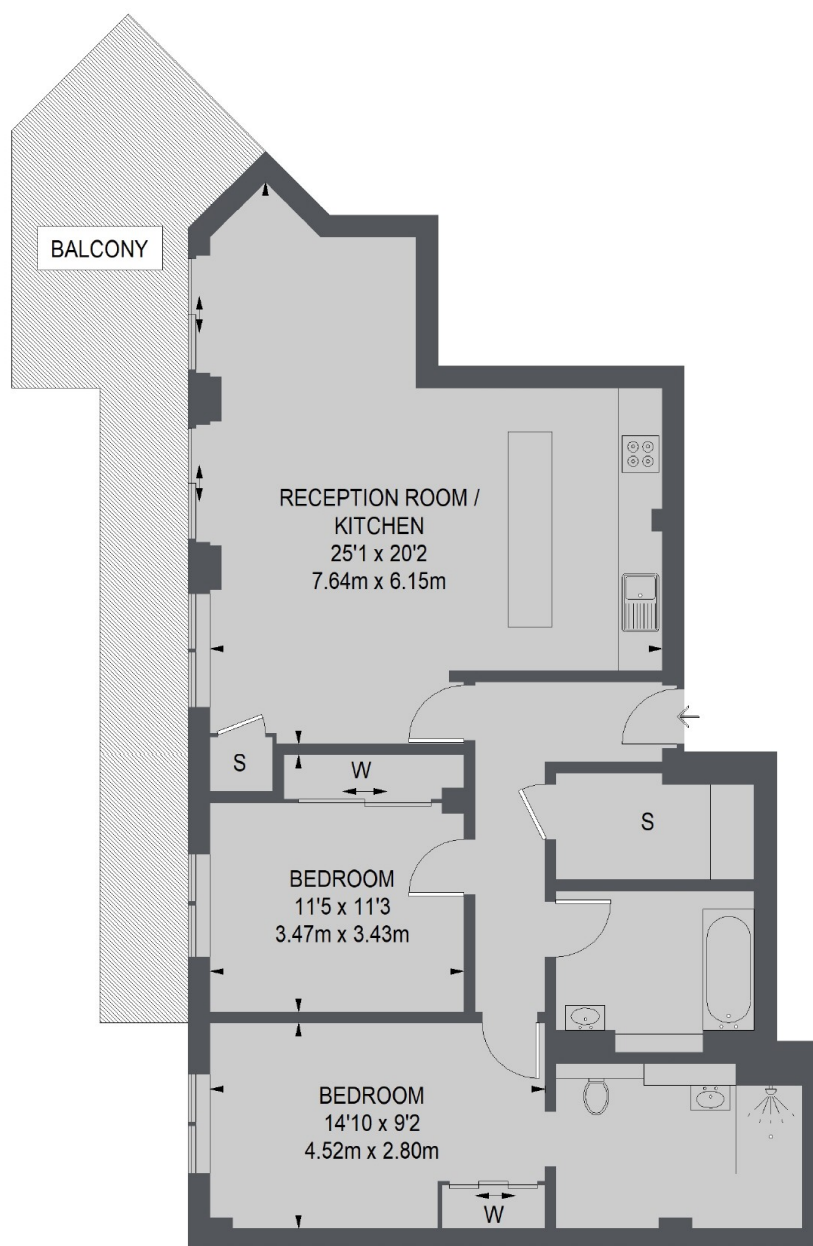 BALCONY
RECEPTION ROOM /
KITCHEN
25'1 x 20'2
7.64m x 6.15m
S
W
S
BEDROOM
11'5 x 11'3
3.47m x 3.43m
BEDROOM
14'10 x 9'2
4.52m x 2.80m
W